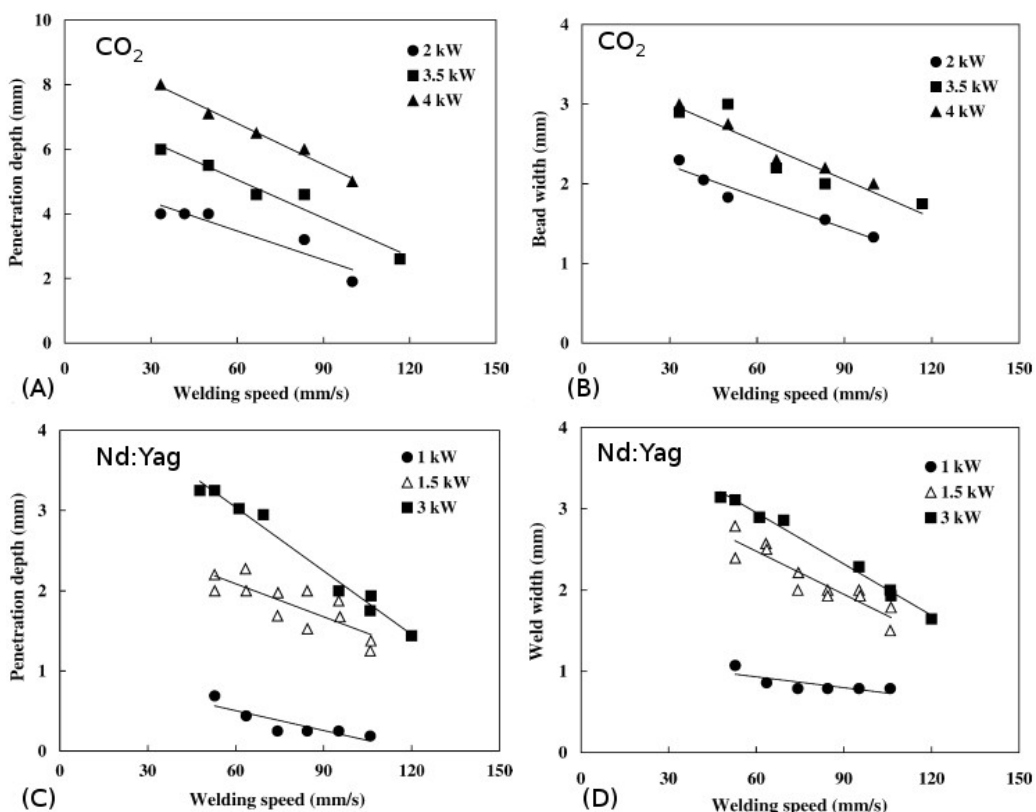 CO2
2 kW
3.5 kW
4 kW
Penetration depth (mm)
10
8
6
4
2
0
0 30 60 90 120 150
(A) Welding speed (mm/s)
CO2
2 kW
3.5 kW
4 kW
Bead width (mm)
4
3
2
1
0
0 30 60 90 120 150
(B) Welding speed (mm/s)
Nd:Yag
1 kW
1.5 kW
3 kW
Penetration depth (mm)
4
3
2
1
0
0 30 60 90 120 150
(C) Welding speed (mm/s)
Nd:Yag
1 kW
1.5 kW
3 kW
Weld width (mm)
4
3
2
1
0
0 30 60 90 120 150
(D) Welding speed (mm/s)